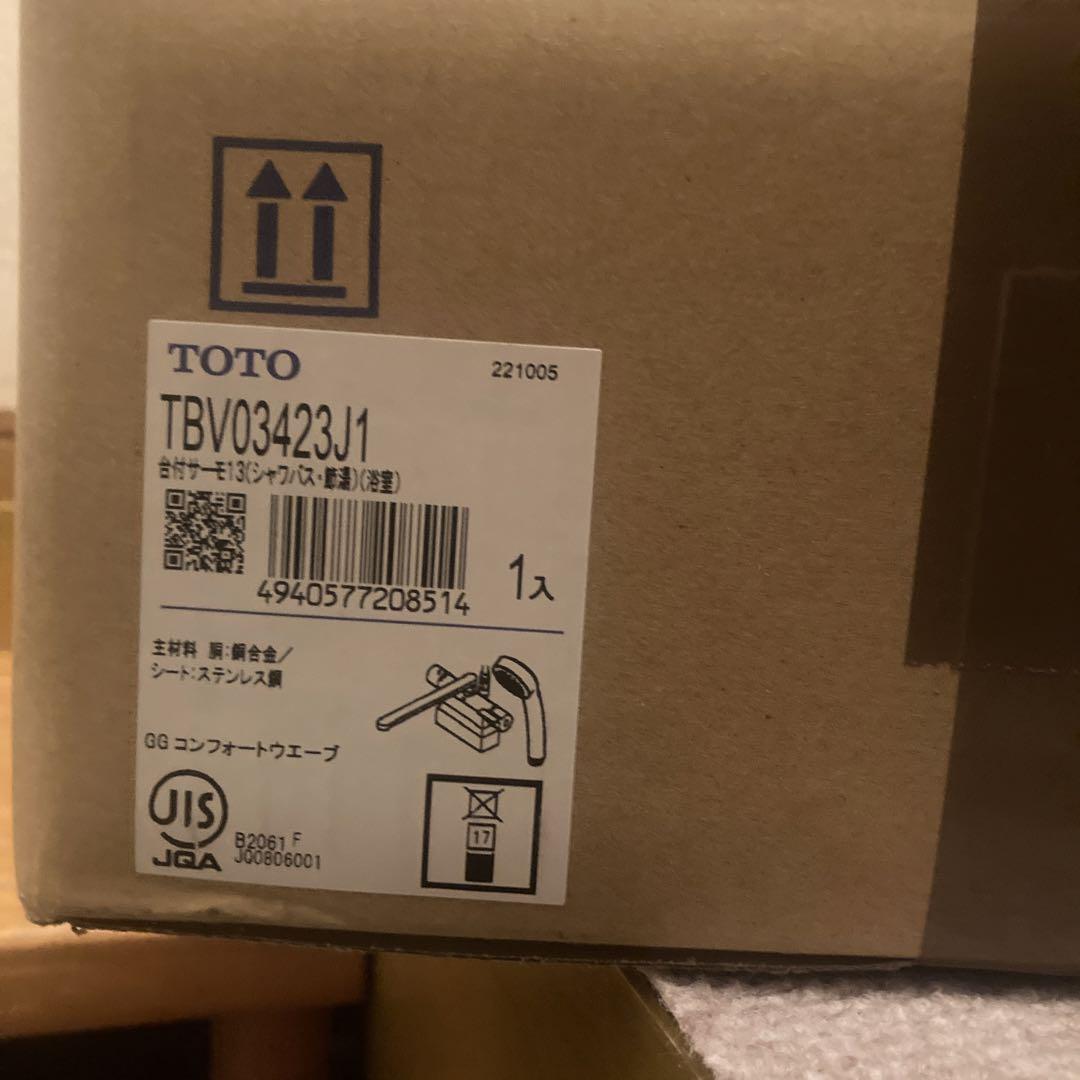 TOTO 221005
TBV03423J1
台付サーモ13(シャワバス・節湯)(浴室)
4940577208514
1入
主材料 胴:銅合金/
シート:ステンレス鋼
GG コンフォートウエーブ
JIS
JQA
B2061 F
JQ0806001
17